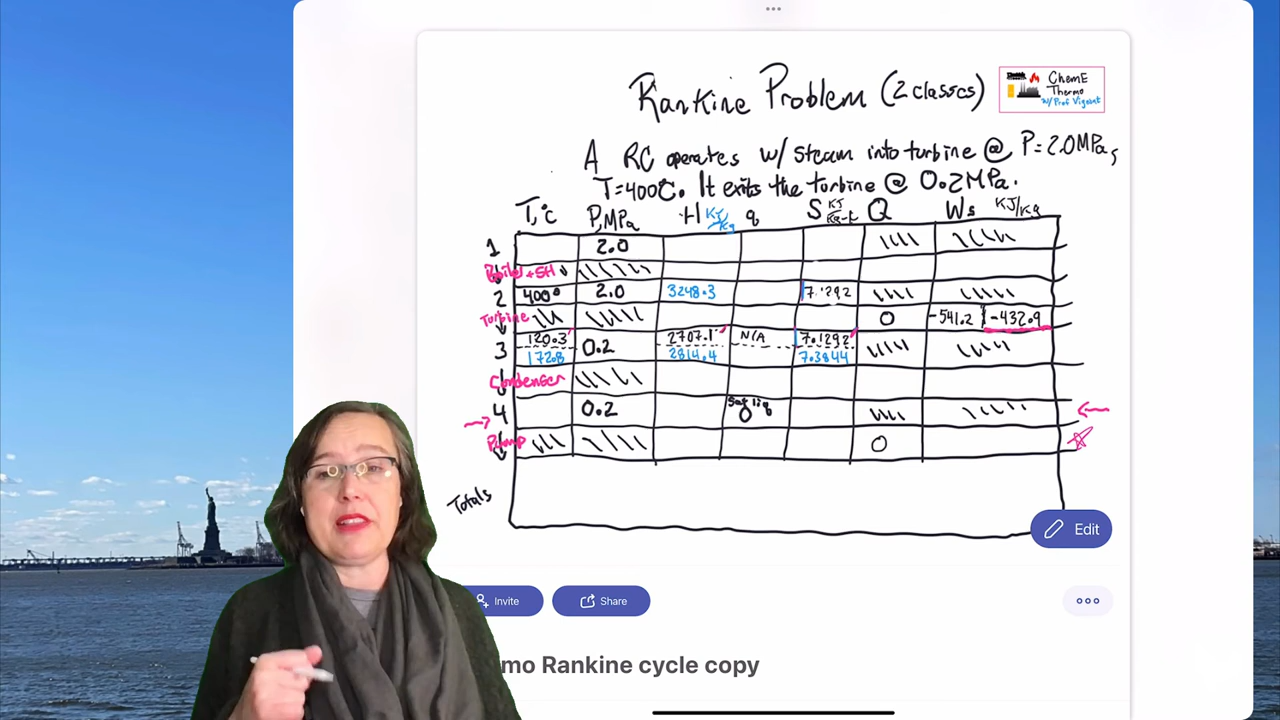 Rankine Problem (2 classes)
ChemE
Thermo
w/ Prof Vigeant
A RC operates w/ steam into turbine @ P=2.0MPa,
T=400°C. It exits the turbine @ 0.2MPa.
T,°C P,MPa H KJ/Kg q S KJ/Kg-K Q Ws KJ/Kg
1 2.0
Boiler + SH
2 400° 2.0 3248.3 7.1292
Turbine 0 -541.2 -432.9
3 120.3 0.2 2707.1 N/A 7.1292
172.8 2814.4 7.3844
Condenser
4 0.2 sat liq 0
Pump 0
Totals
Edit
Invite Share
mo Rankine cycle copy